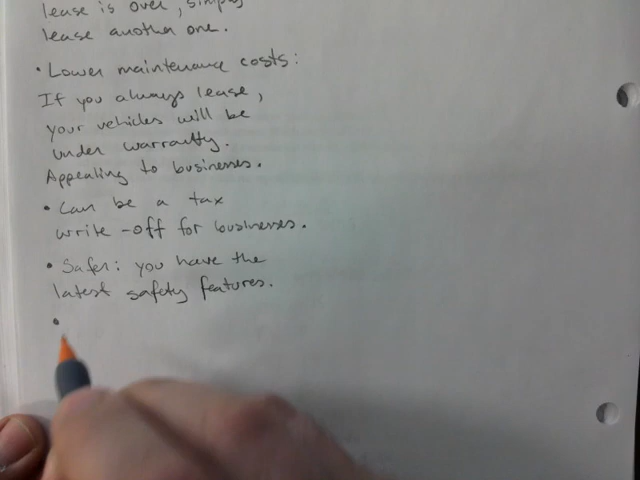 lease is over, simply
lease another one.
• Lower maintenance costs:
If you always lease,
your vehicles will be
under warranty.
Appealing to businesses.
• Can be a tax
write-off for businesses.
• Safer: you have the
latest safety features.
•